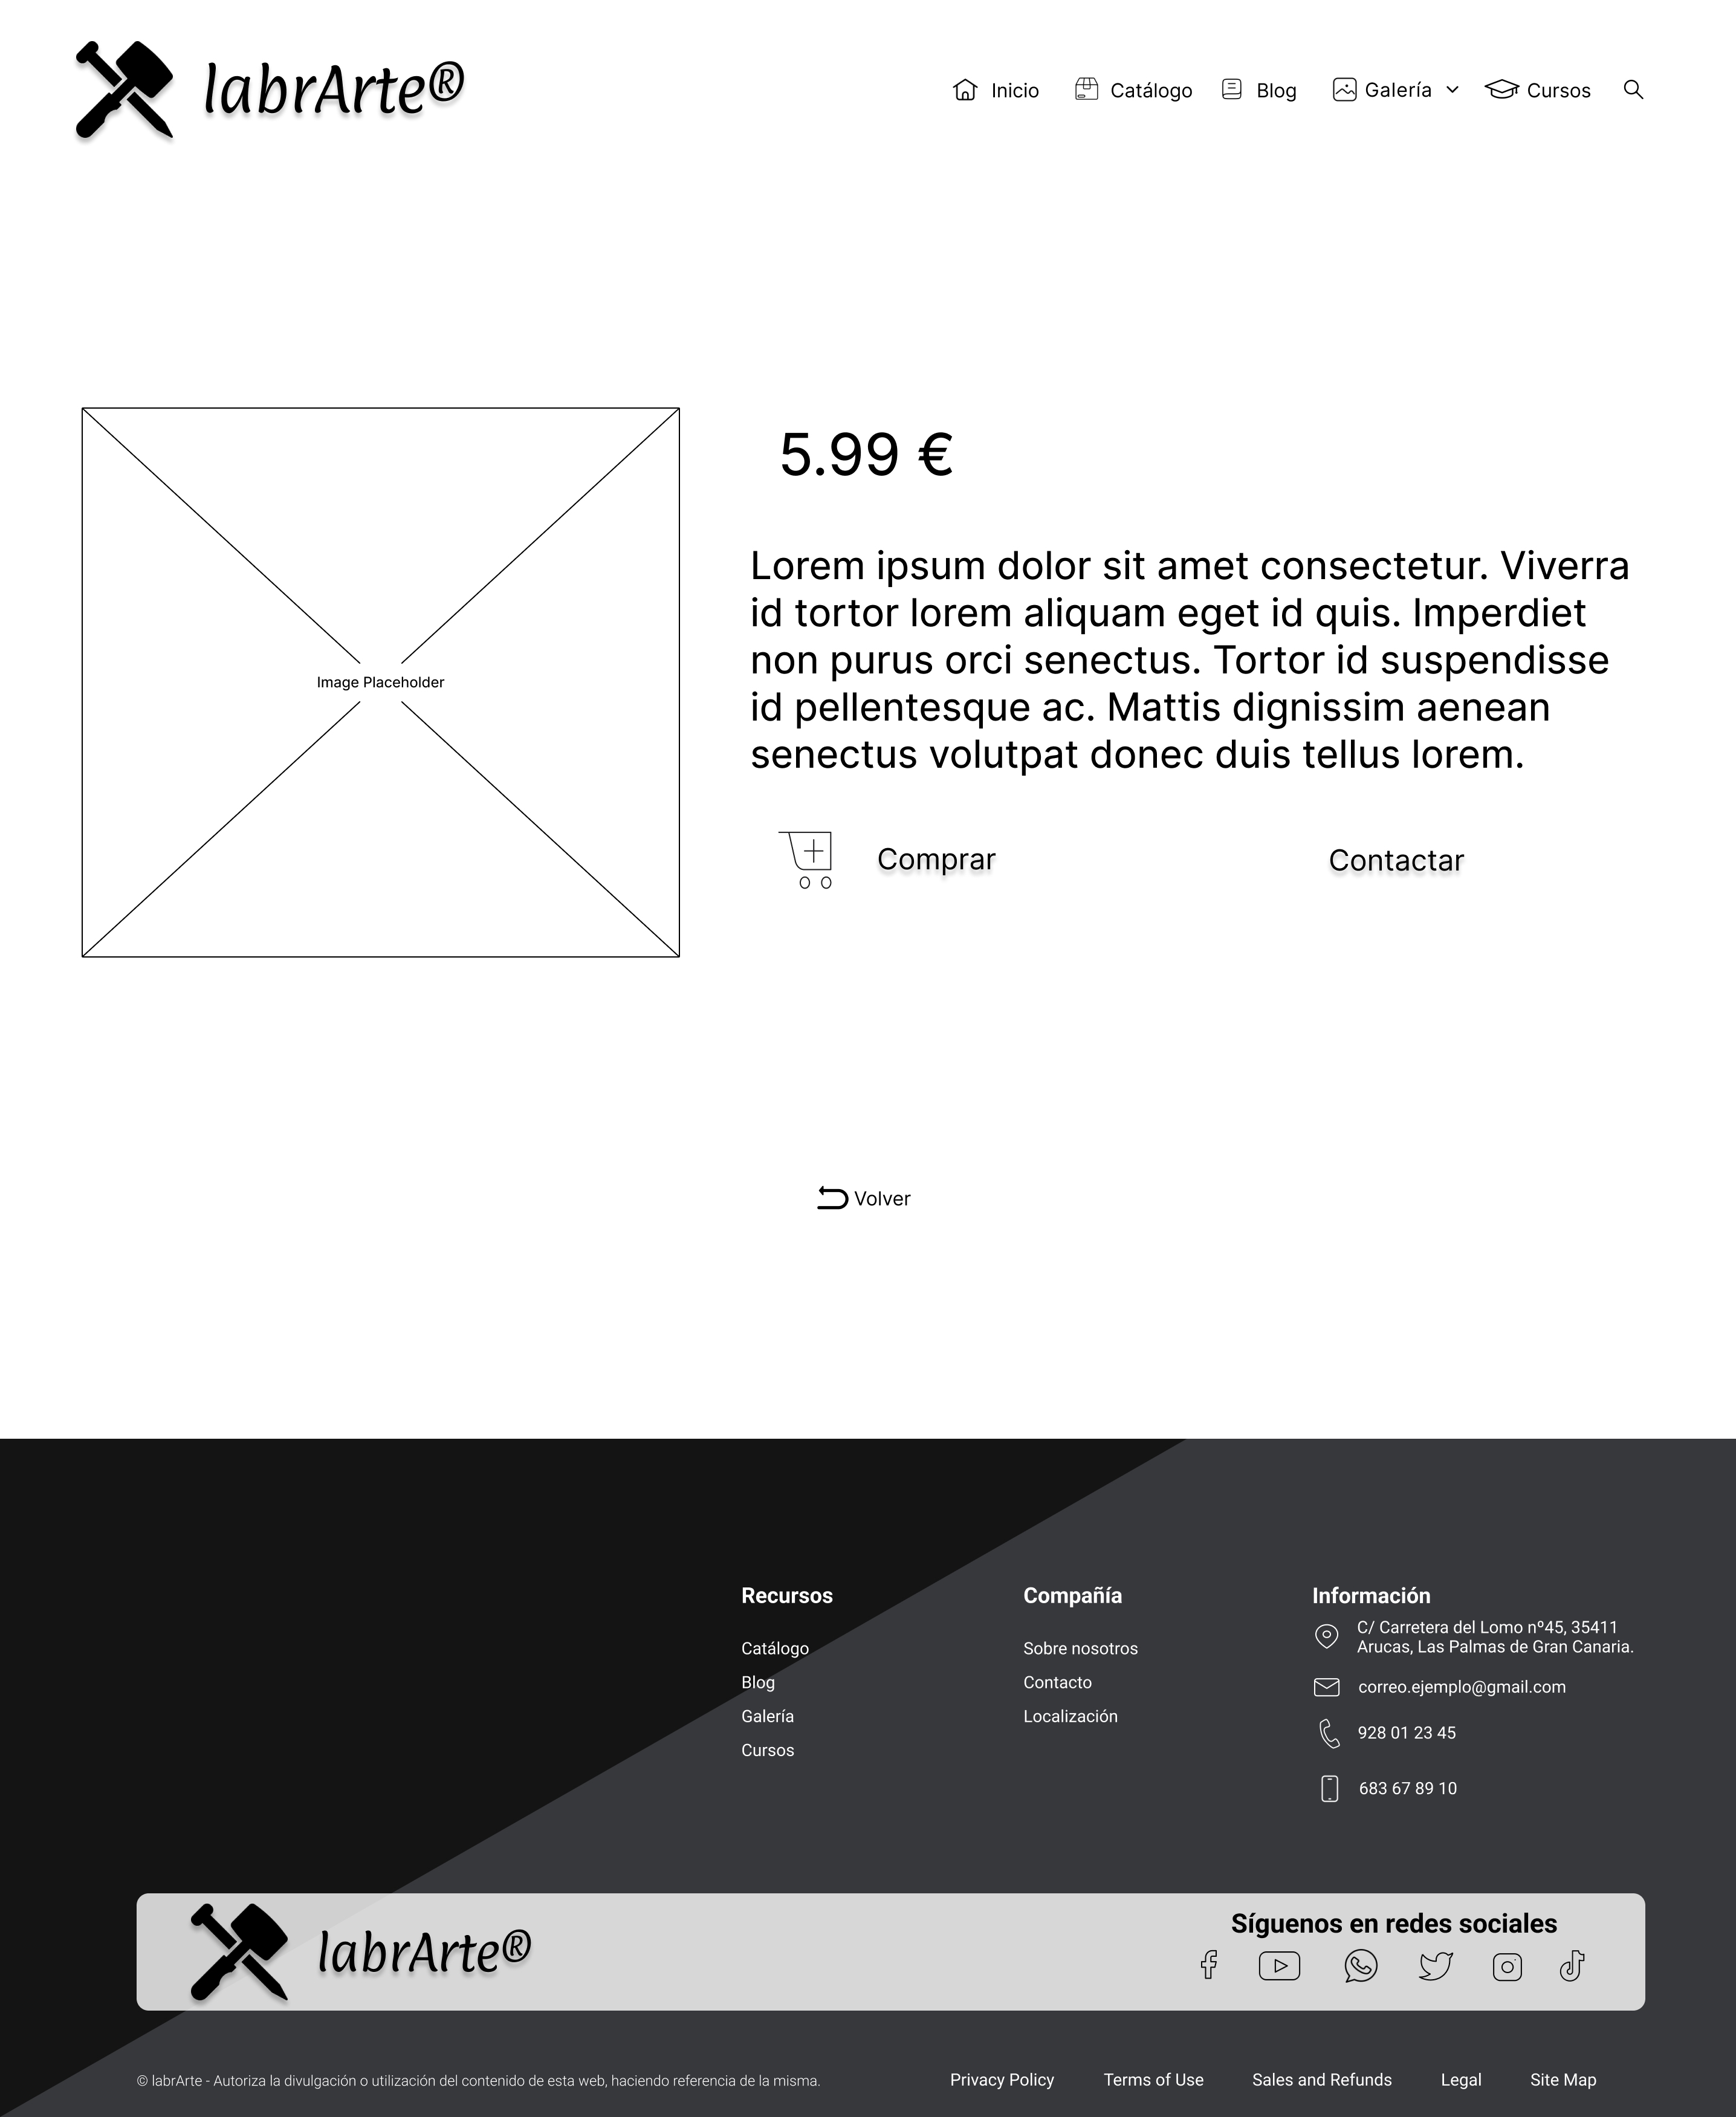 labrArte®
Inicio
Catálogo
Blog
Galería
Cursos
5.99 €
Lorem ipsum dolor sit amet consectetur. Viverra
id tortor lorem aliquam eget id quis. Imperdiet
non purus orci senectus. Tortor id suspendisse
id pellentesque ac. Mattis dignissim aenean
senectus volutpat donec duis tellus lorem.
Image Placeholder
Comprar
Contactar
Volver
Recursos
Catálogo
Blog
Galería
Cursos
Compañía
Sobre nosotros
Contacto
Localización
Información
C/ Carretera del Lomo nº45, 35411
Arucas, Las Palmas de Gran Canaria.
correo.ejemplo@gmail.com
928 01 23 45
683 67 89 10
labrArte®
Síguenos en redes sociales
© labrArte - Autoriza la divulgación o utilización del contenido de esta web, haciendo referencia de la misma.
Privacy Policy
Terms of Use
Sales and Refunds
Legal
Site Map